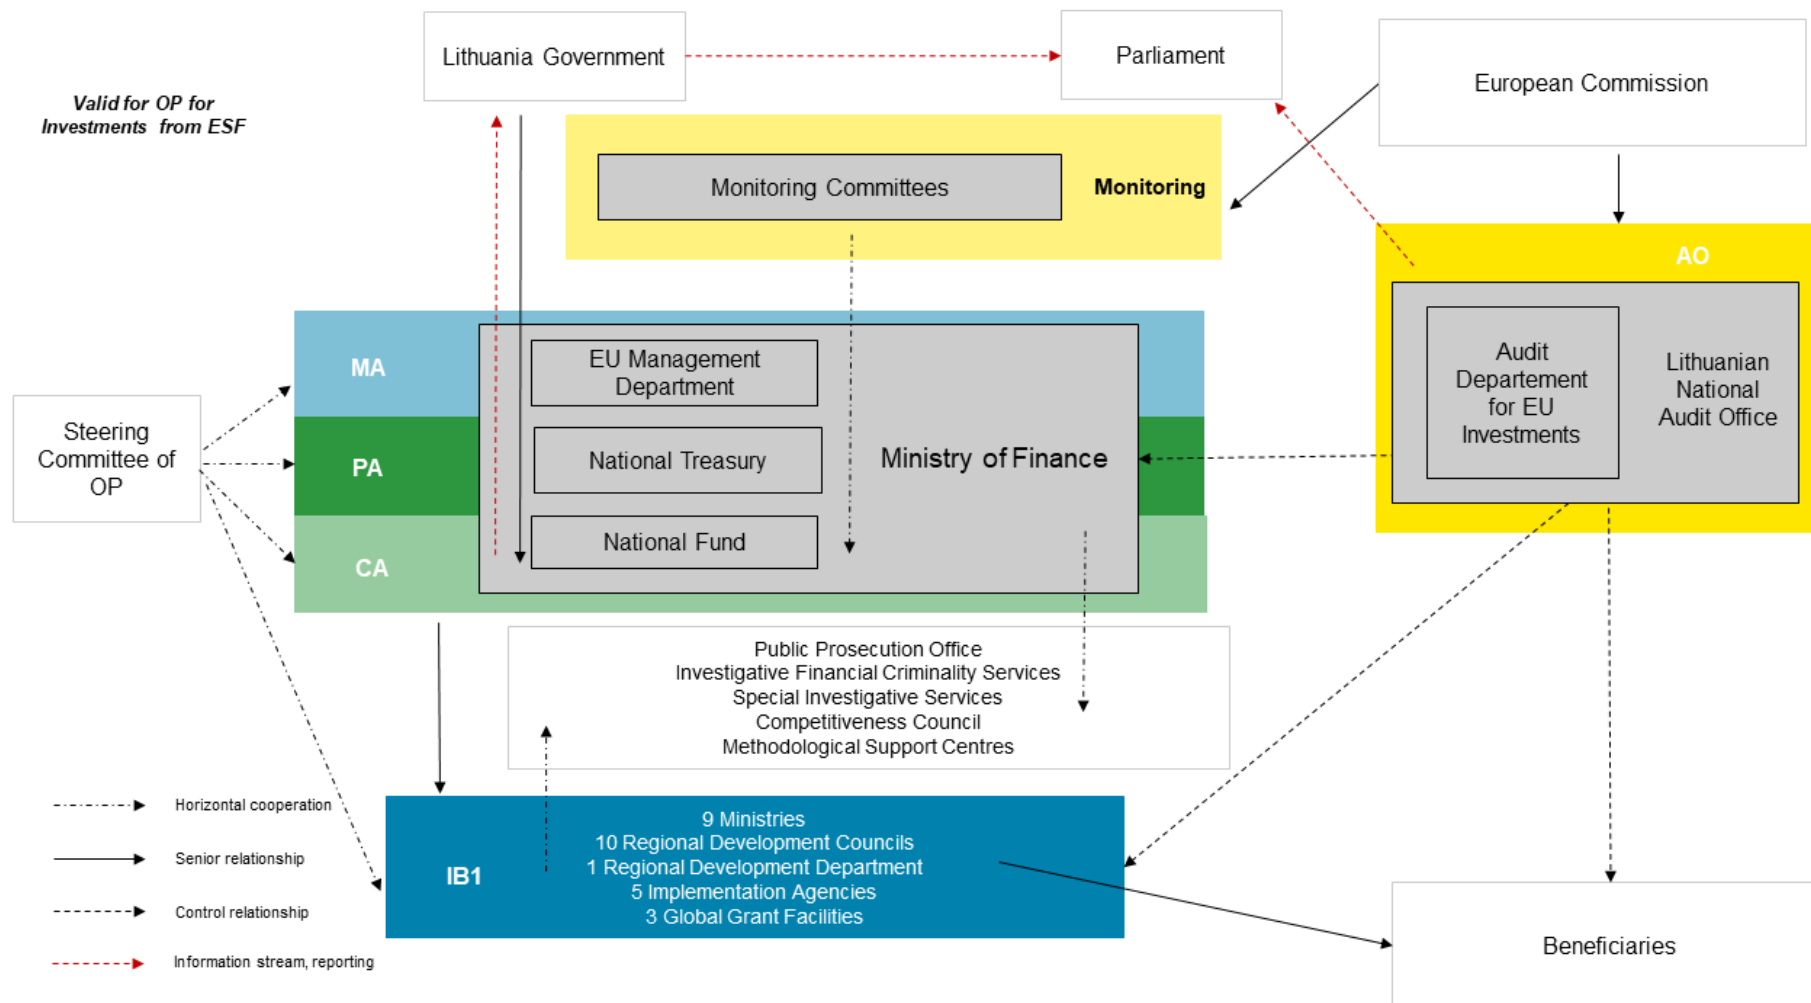 Lithuania Government
Parliament
European Commission
Valid for OP for
Investments from ESF
Monitoring Committees
Monitoring
AO
MA
EU Management
Department
Audit
Departement
for EU
Investments
Lithuanian
National
Audit Office
Steering
Committee of
OP
PA
National Treasury
Ministry of Finance
CA
National Fund
Public Prosecution Office
Investigative Financial Criminality Services
Special Investigative Services
Competitiveness Council
Methodological Support Centres
Horizontal cooperation
Senior relationship
Control relationship
Information stream, reporting
IB1
9 Ministries
10 Regional Development Councils
1 Regional Development Department
5 Implementation Agencies
3 Global Grant Facilities
Beneficiaries